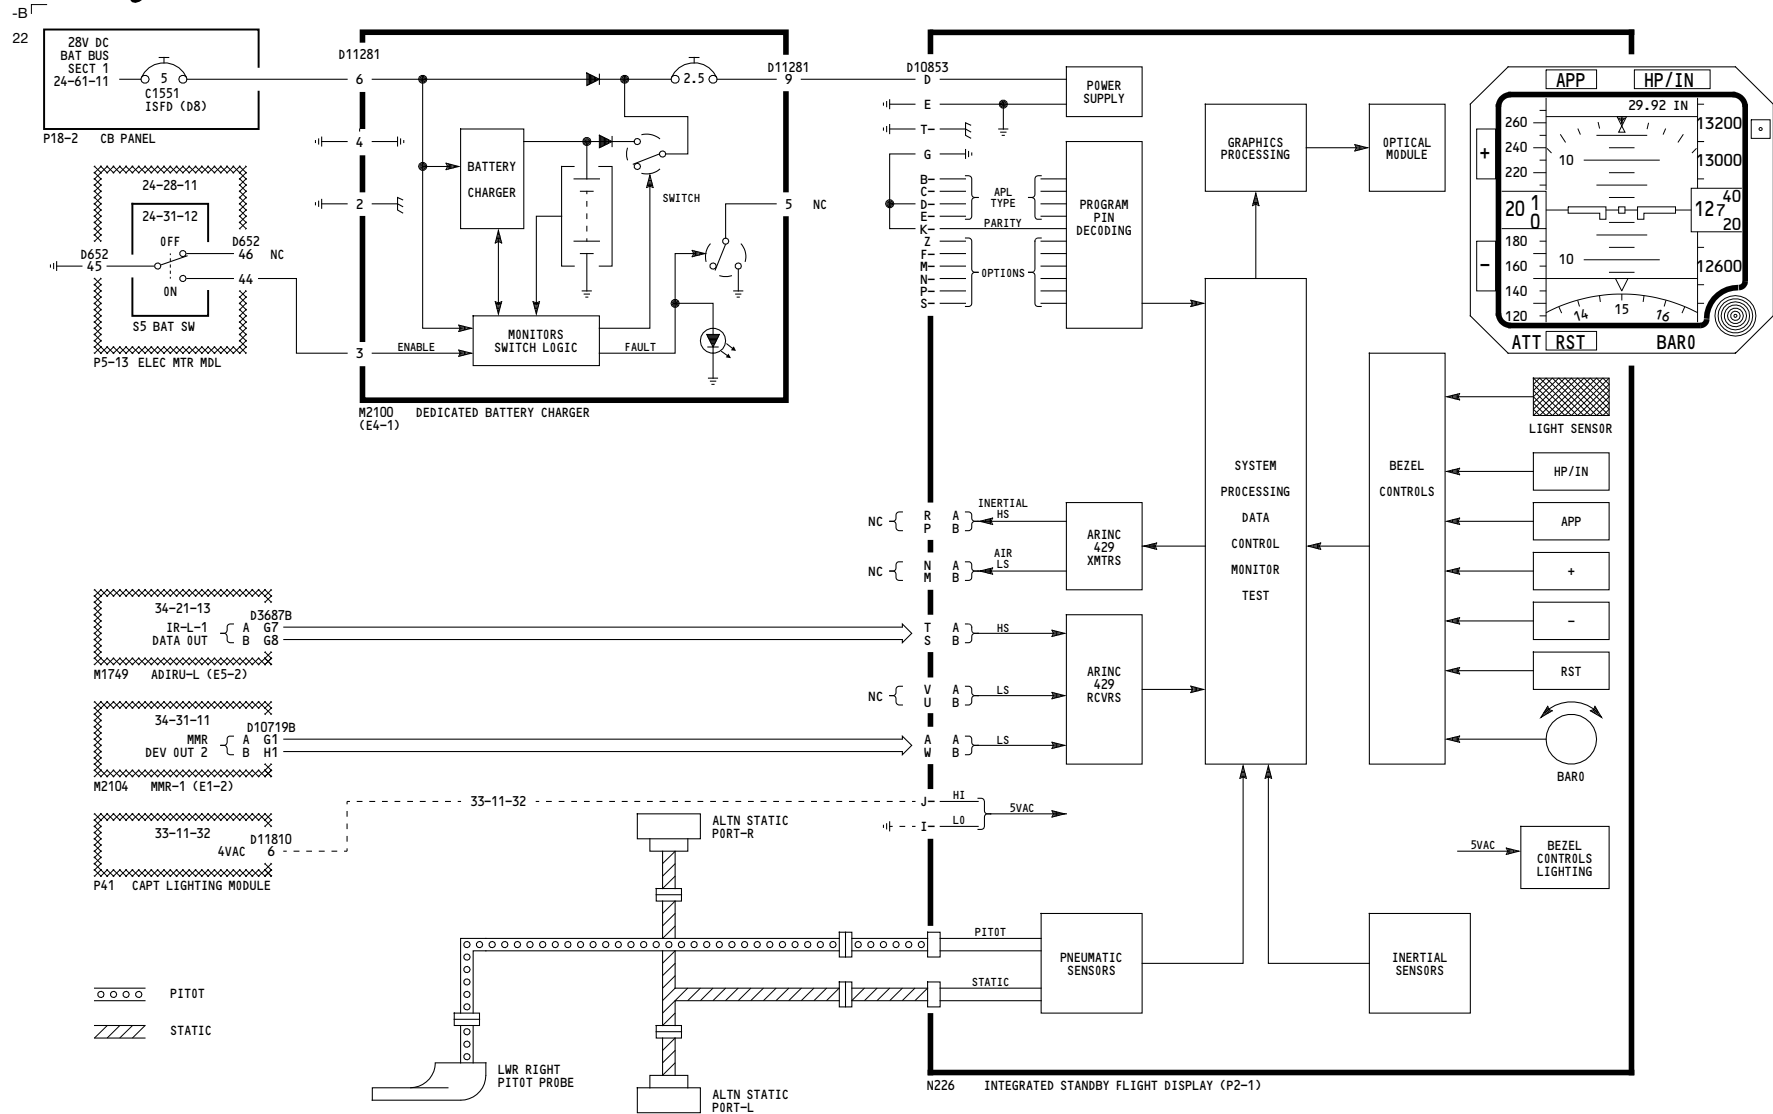 -B
22
28V DC
BAT BUS
SECT 1
24-61-11
5
C1551
ISFD (D8)
P18-2 CB PANEL
24-28-11
24-31-12
OFF
ON
S5 BAT SW
D652
45
D652
46 NC
44
P5-13 ELEC MTR MDL
D11281
6
4
2
3
ENABLE
BATTERY
CHARGER
2.5
SWITCH
MONITORS
SWITCH LOGIC
FAULT
D11281
9
5 NC
M2100 DEDICATED BATTERY CHARGER
(E4-1)
D10853
D
E
T
G
B
C
D
E
K
Z
F
M
N
P
S
APL
TYPE
PARITY
OPTIONS
POWER
SUPPLY
PROGRAM
PIN
DECODING
GRAPHICS
PROCESSING
OPTICAL
MODULE
APP
HP/IN
29.92 IN
260
240
220
20 1
0
180
160
140
120
10
10
13200
13000
127
40
20
12600
14
15
16
+
-
ATT RST BARO
LIGHT SENSOR
SYSTEM
PROCESSING
DATA
CONTROL
MONITOR
TEST
BEZEL
CONTROLS
HP/IN
APP
+
-
RST
BARO
INERTIAL
HS
NC R A
P B
AIR
LS
NC N A
M B
ARINC
429
XMTRS
34-21-13
IR-L-1
DATA OUT
D3687B
A G7
B G8
M1749 ADIRU-L (E5-2)
T A HS
S B
NC V A LS
U B
ARINC
429
RCVRS
34-31-11
MMR
DEV OUT 2
D10719B
A G1
B H1
M2104 MMR-1 (E1-2)
A A LS
W B
33-11-32
J HI
I LO
5VAC
33-11-32
4VAC
D11810
6
P41 CAPT LIGHTING MODULE
ALTN STATIC
PORT-R
5VAC
BEZEL
CONTROLS
LIGHTING
PITOT
STATIC
PNEUMATIC
SENSORS
INERTIAL
SENSORS
PITOT
STATIC
LWR RIGHT
PITOT PROBE
ALTN STATIC
PORT-L
N226 INTEGRATED STANDBY FLIGHT DISPLAY (P2-1)